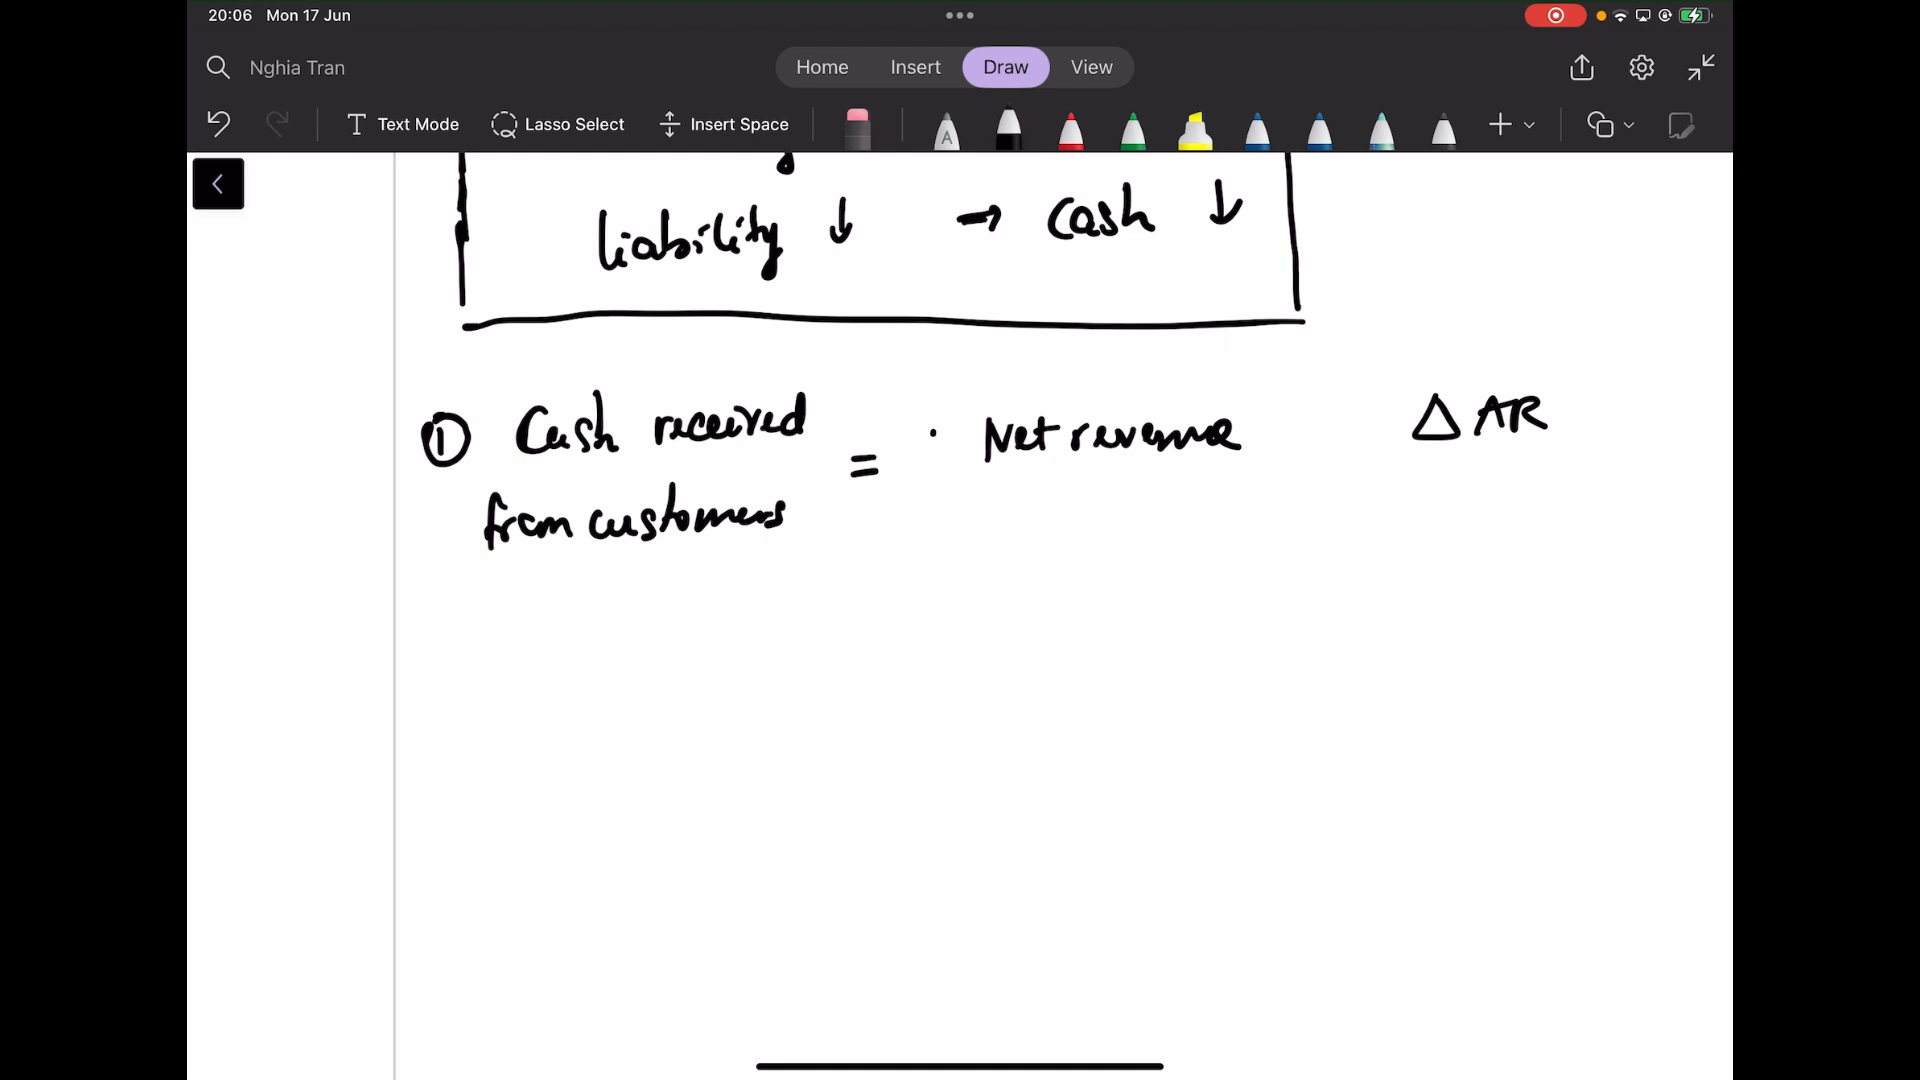 20:06 Mon 17 Jun
Nghia Tran
Home Insert Draw View
Text Mode Lasso Select Insert Space
A
liability ↓ → Cash ↓
① Cash received = · Net revenue Δ AR
from customers